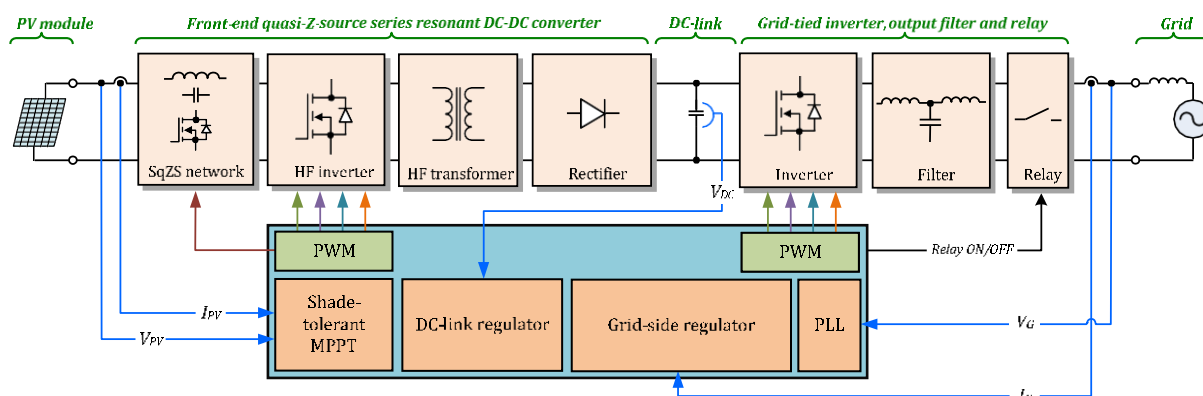 PV module
Front-end quasi-Z-source series resonant DC-DC converter
DC-link
Grid-tied inverter, output filter and relay
Grid
SqZS network
HF inverter
HF transformer
Rectifier
Inverter
Filter
Relay
VDC
PWM
PWM
Relay ON/OFF
Shade-
tolerant
MPPT
DC-link regulator
Grid-side regulator
PLL
IPV
VPV
VG